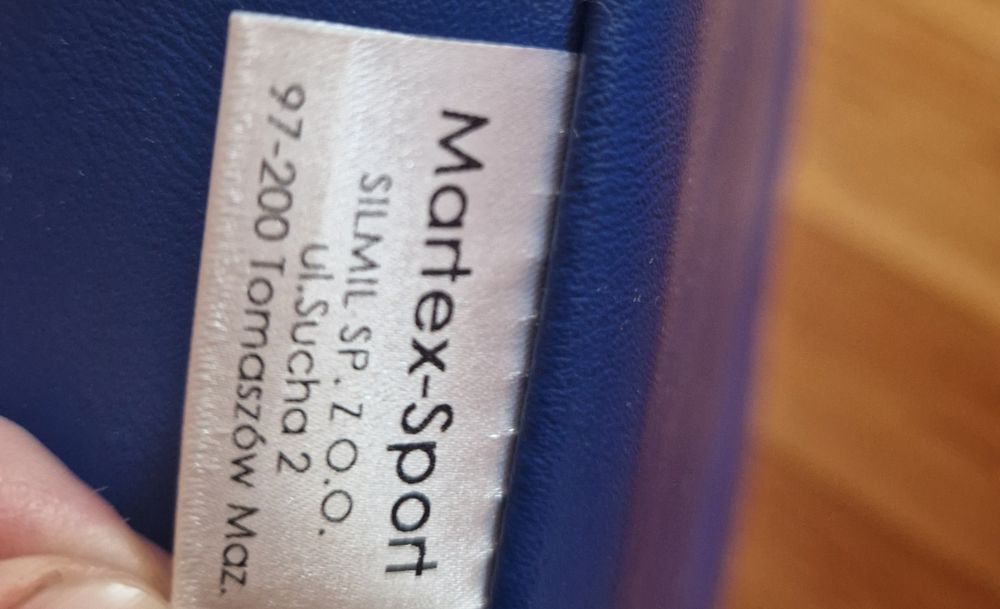 Martex-Sport
SILMIL SP. Z O.O.
ul.Sucha 2
97-200 Tomaszów Maz.